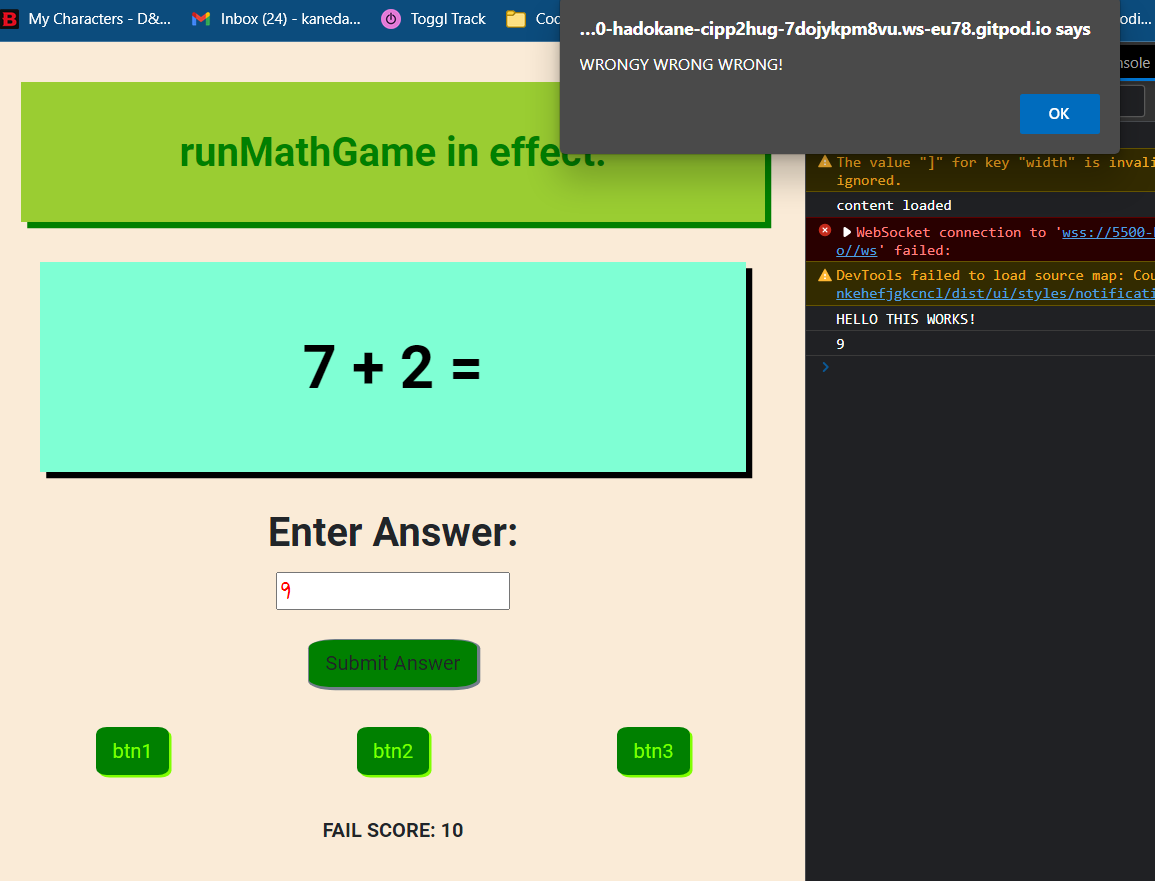 My Characters - D&... Inbox (24) - kaneda... Toggl Track Coo
...0-hadokane-cipp2hug-7dojykpm8vu.ws-eu78.gitpod.io says
WRONGY WRONG WRONG!
OK
odi...
nsole
runMathGame in effect.
The value "]" for key "width" is invali
ignored.
content loaded
WebSocket connection to 'wss://5500-h
o//ws' failed:
DevTools failed to load source map: Cou
nkehefjgkcncl/dist/ui/styles/notificati
HELLO THIS WORKS!
9
7 + 2 =
Enter Answer:
9
Submit Answer
btn1 btn2 btn3
FAIL SCORE: 10